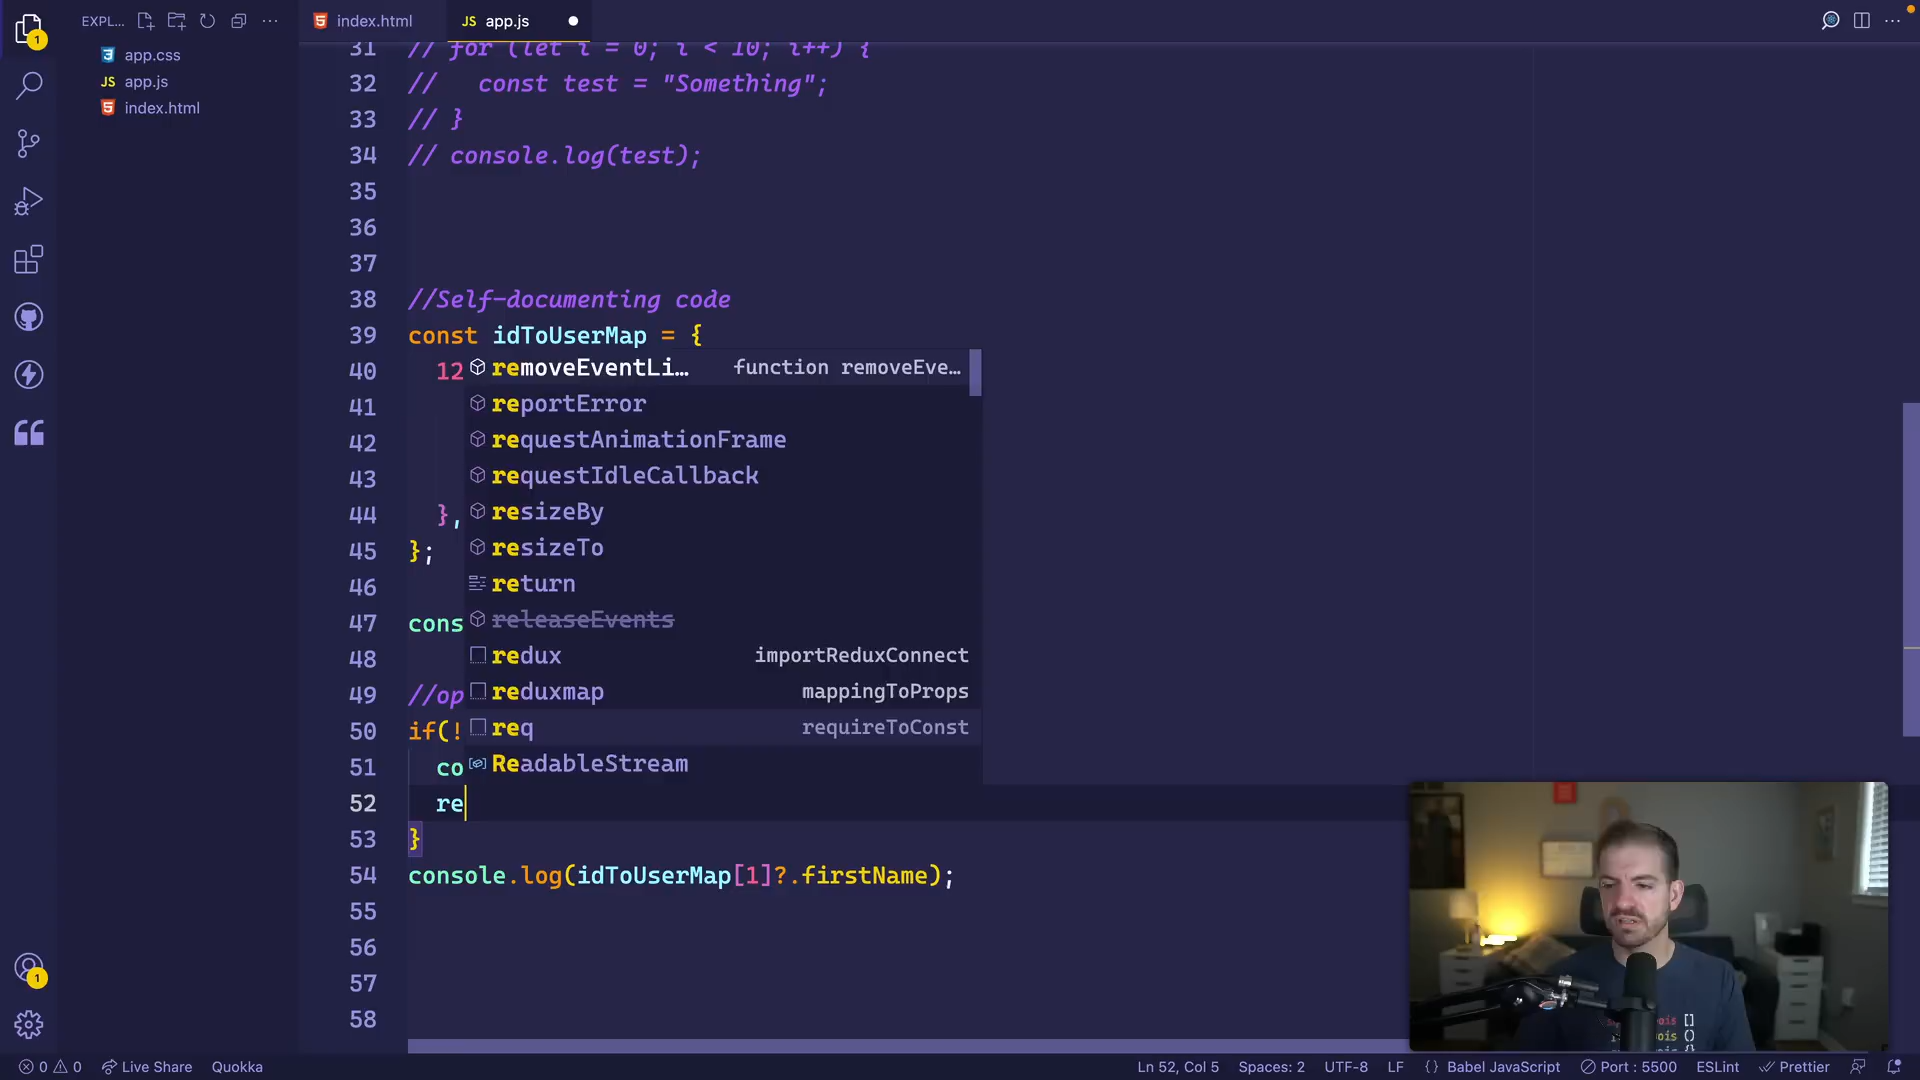 EXPL...
index.html
JS app.js
app.css
JS app.js
index.html
31 // for (let i = 0; i < 10; i++) {
32 //   const test = "Something";
33 // }
34 // console.log(test);
35
36
37
38 //Self-documenting code
39 const idToUserMap = {
40 12
41
42
43
44 },
45 };
46
47 cons
48
49 //op
50 if(!
51 co
52 re
53 }
54 console.log(idToUserMap[1]?.firstName);
55
56
57
58
removeEventLi… function removeEve…
reportError
requestAnimationFrame
requestIdleCallback
resizeBy
resizeTo
return
releaseEvents
redux importReduxConnect
reduxmap mappingToProps
req requireToConst
ReadableStream
1
1
[]
()
{}
0 0 Live Share Quokka Ln 52, Col 5 Spaces: 2 UTF-8 LF {} Babel JavaScript Port : 5500 ESLint Prettier